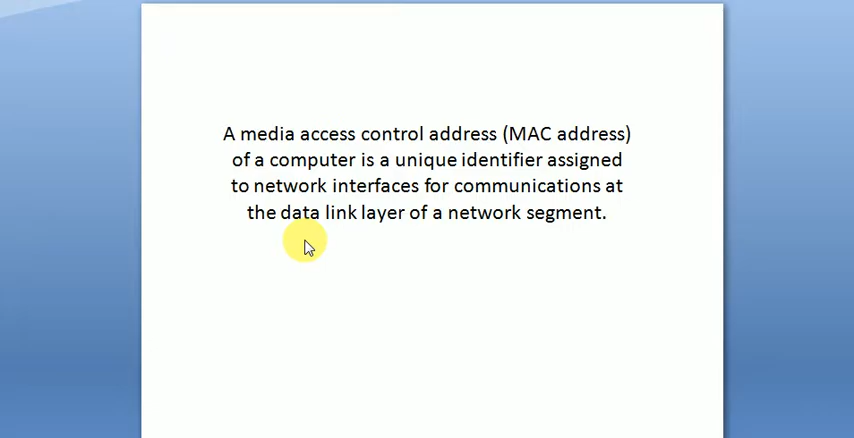 A media access control address (MAC address)
of a computer is a unique identifier assigned
to network interfaces for communications at
the data link layer of a network segment.